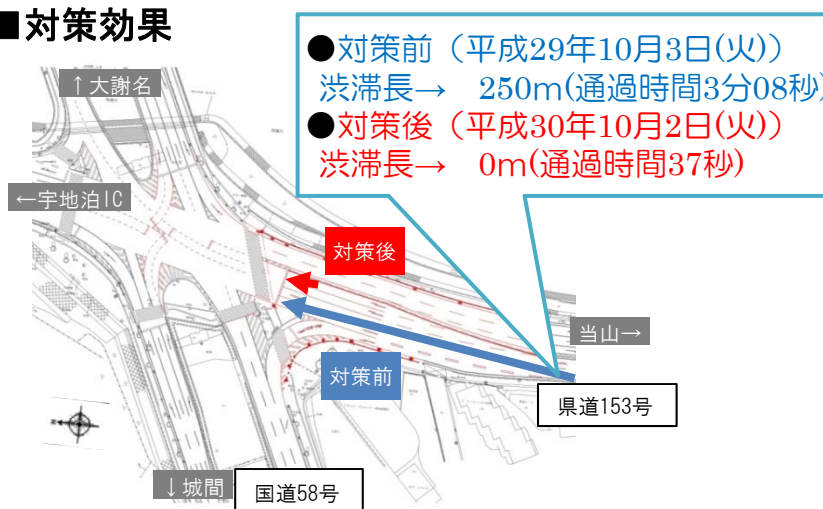 ■対策効果
●対策前（平成29年10月3日(火)）
渋滞長→　250m(通過時間3分08秒)
●対策後（平成30年10月2日(火)）
渋滞長→　0m(通過時間37秒)
↑大謝名
←宇地泊IC
対策後
当山→
対策前
県道153号
↓城間
国道58号